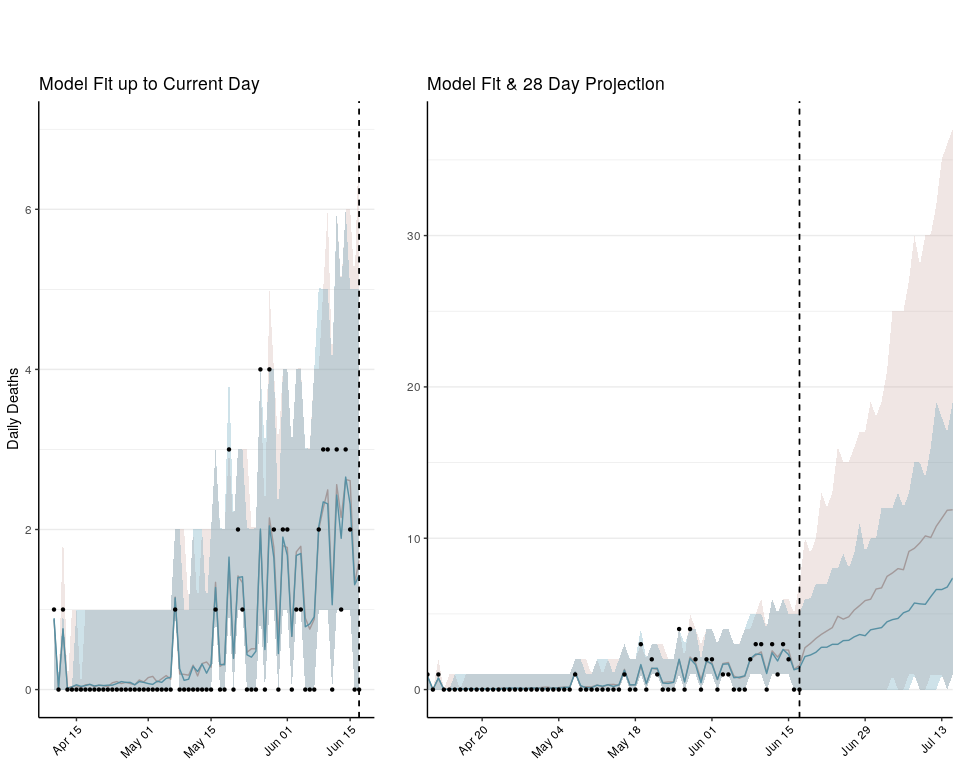 Model Fit up to Current Day
Model Fit & 28 Day Projection
Daily Deaths
6
4
2
0
30
20
10
0
Apr 15
May 01
May 15
Jun 01
Jun 15
Apr 20
May 04
May 18
Jun 01
Jun 15
Jun 29
Jul 13